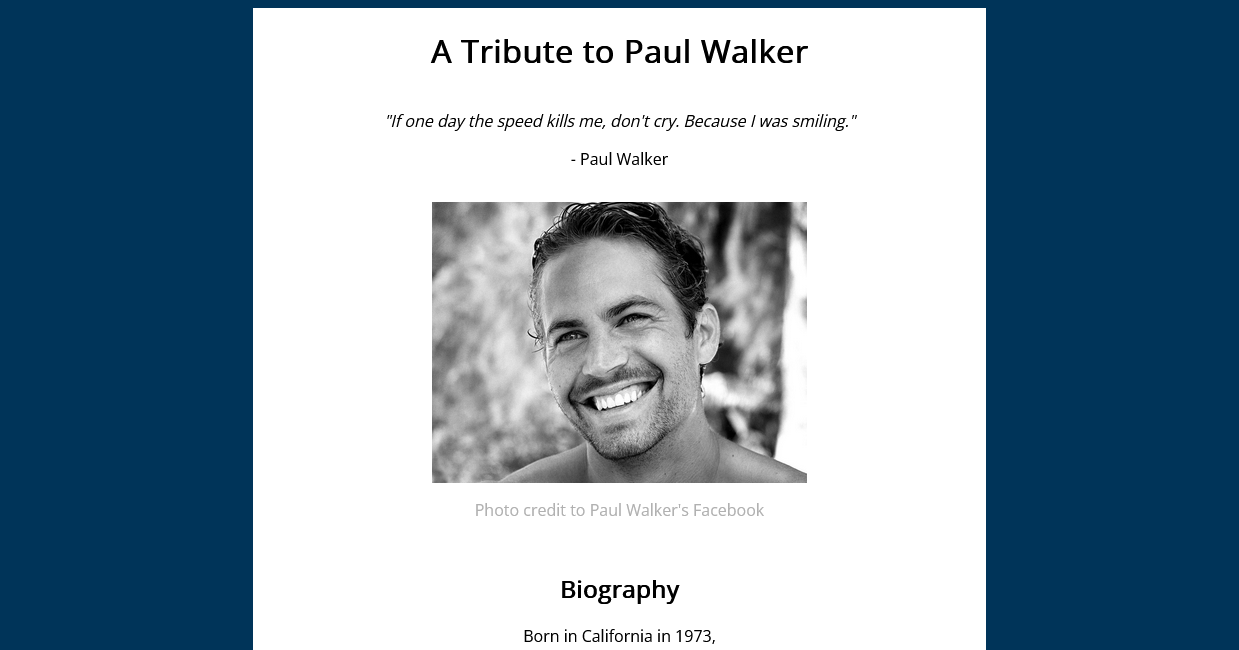 A Tribute to Paul Walker
"If one day the speed kills me, don't cry. Because I was smiling."
- Paul Walker
Photo credit to Paul Walker's Facebook
Biography
Born in California in 1973,